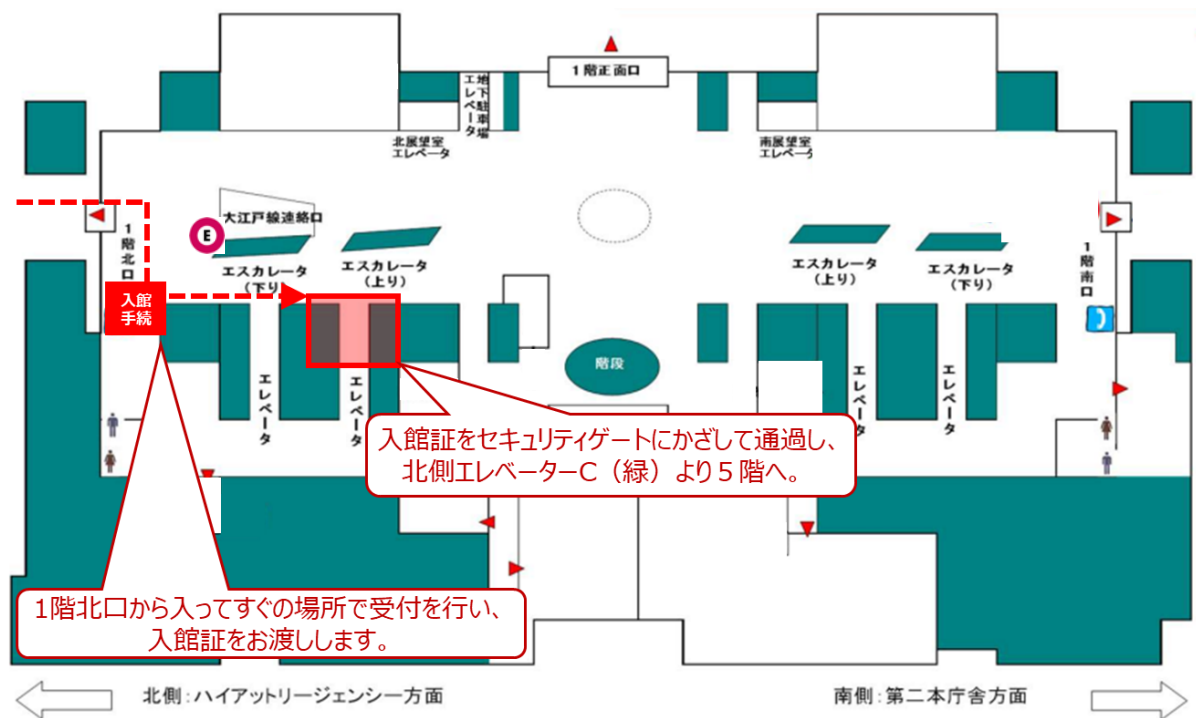 1階正面口
地下駐車場
エレベータ
北展望室
エレベータ
南展望室
エレベータ
大江戸線連絡口
E
1階北口
エスカレータ
(下り)
エスカレータ
(上り)
エスカレータ
(上り)
エスカレータ
(下り)
1階南口
入館
手続
階段
エレベータ
エレベータ
エレベータ
エレベータ
入館証をセキュリティゲートにかざして通過し、
北側エレベーターC（緑）より5階へ。
1階北口から入ってすぐの場所で受付を行い、
入館証をお渡しします。
北側:ハイアットリージェンシー方面
南側:第二本庁舎方面